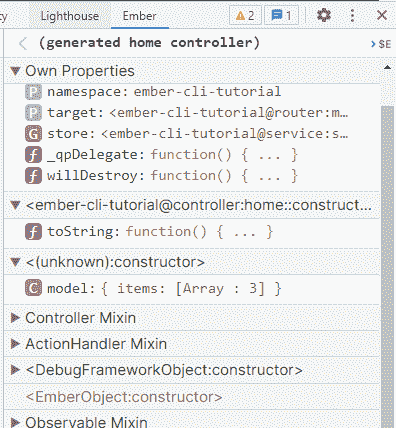 Lighthouse Ember 2 1
(generated home controller) >$E
Own Properties
P namespace: ember-cli-tutorial
P target: <ember-cli-tutorial@router:m…
G store: <ember-cli-tutorial@service:s…
f _qpDelegate: function() { ... }
f willDestroy: function() { ... }
<ember-cli-tutorial@controller:home::construct...
f toString: function() { ... }
<(unknown):constructor>
C model: { items: [Array : 3] }
Controller Mixin
ActionHandler Mixin
<DebugFrameworkObject:constructor>
<EmberObject:constructor>
Observable Mixin